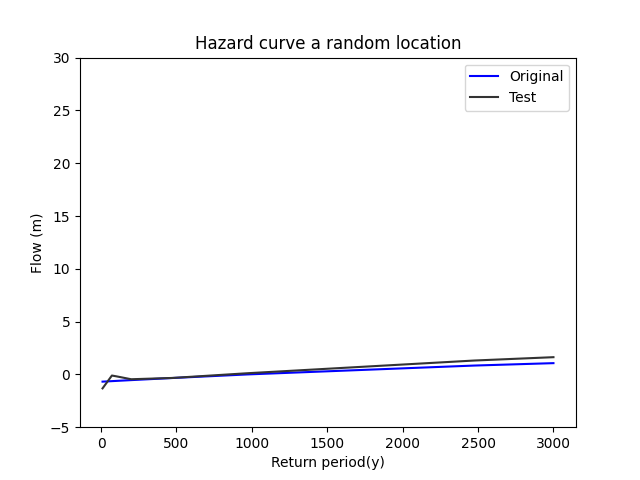 Hazard curve a random location
Original
Test
30
25
20
15
10
5
0
−5
Flow (m)
0 500 1000 1500 2000 2500 3000
Return period(y)